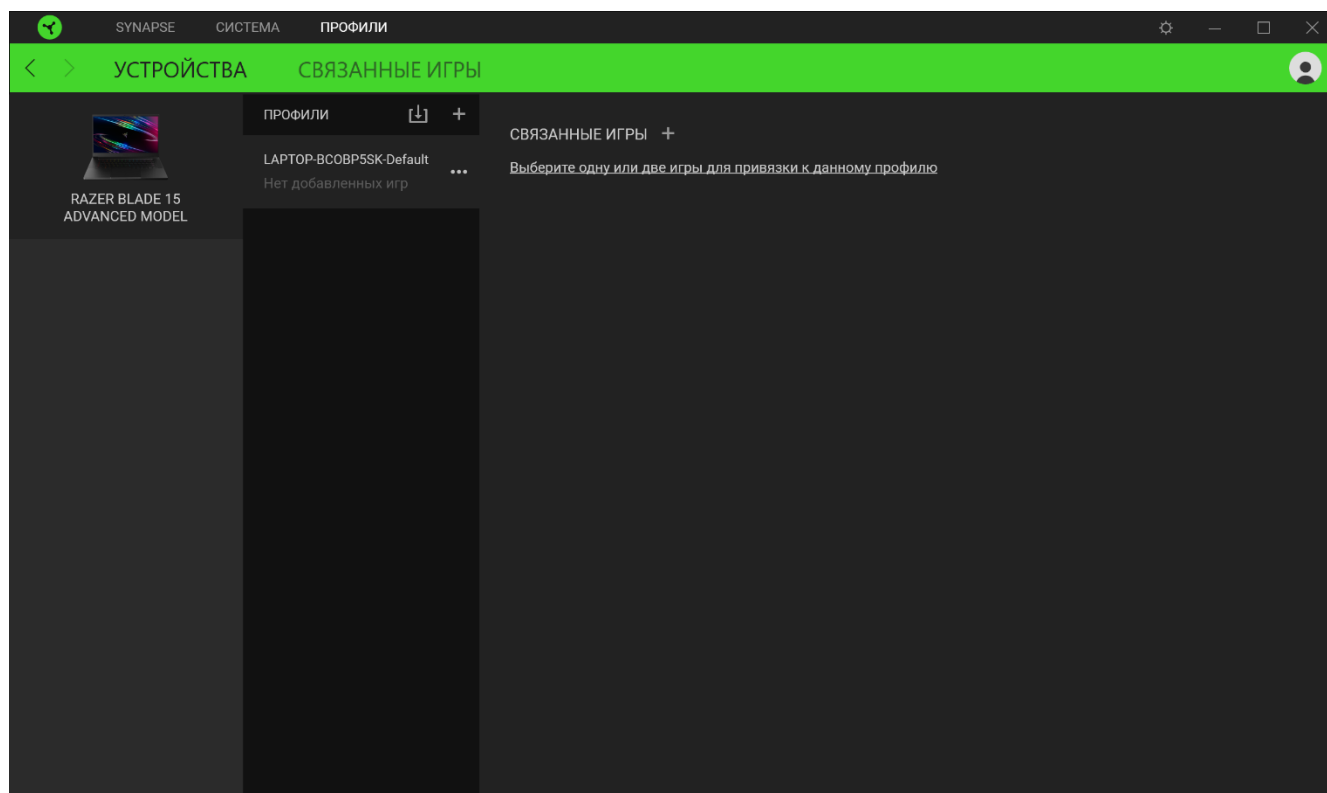 SYNAPSE СИСТЕМА ПРОФИЛИ
УСТРОЙСТВА СВЯЗАННЫЕ ИГРЫ
RAZER BLADE 15
ADVANCED MODEL
ПРОФИЛИ
LAPTOP-BCOBP5SK-Default
Нет добавленных игр
СВЯЗАННЫЕ ИГРЫ
Выберите одну или две игры для привязки к данному профилю